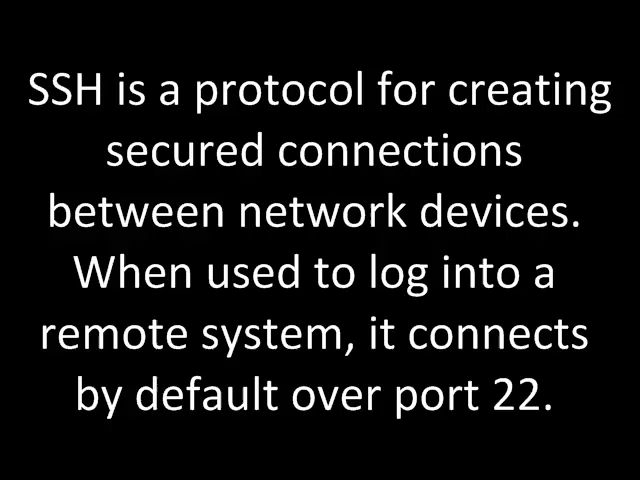 SSH is a protocol for creating
secured connections
between network devices.
When used to log into a
remote system, it connects
by default over port 22.